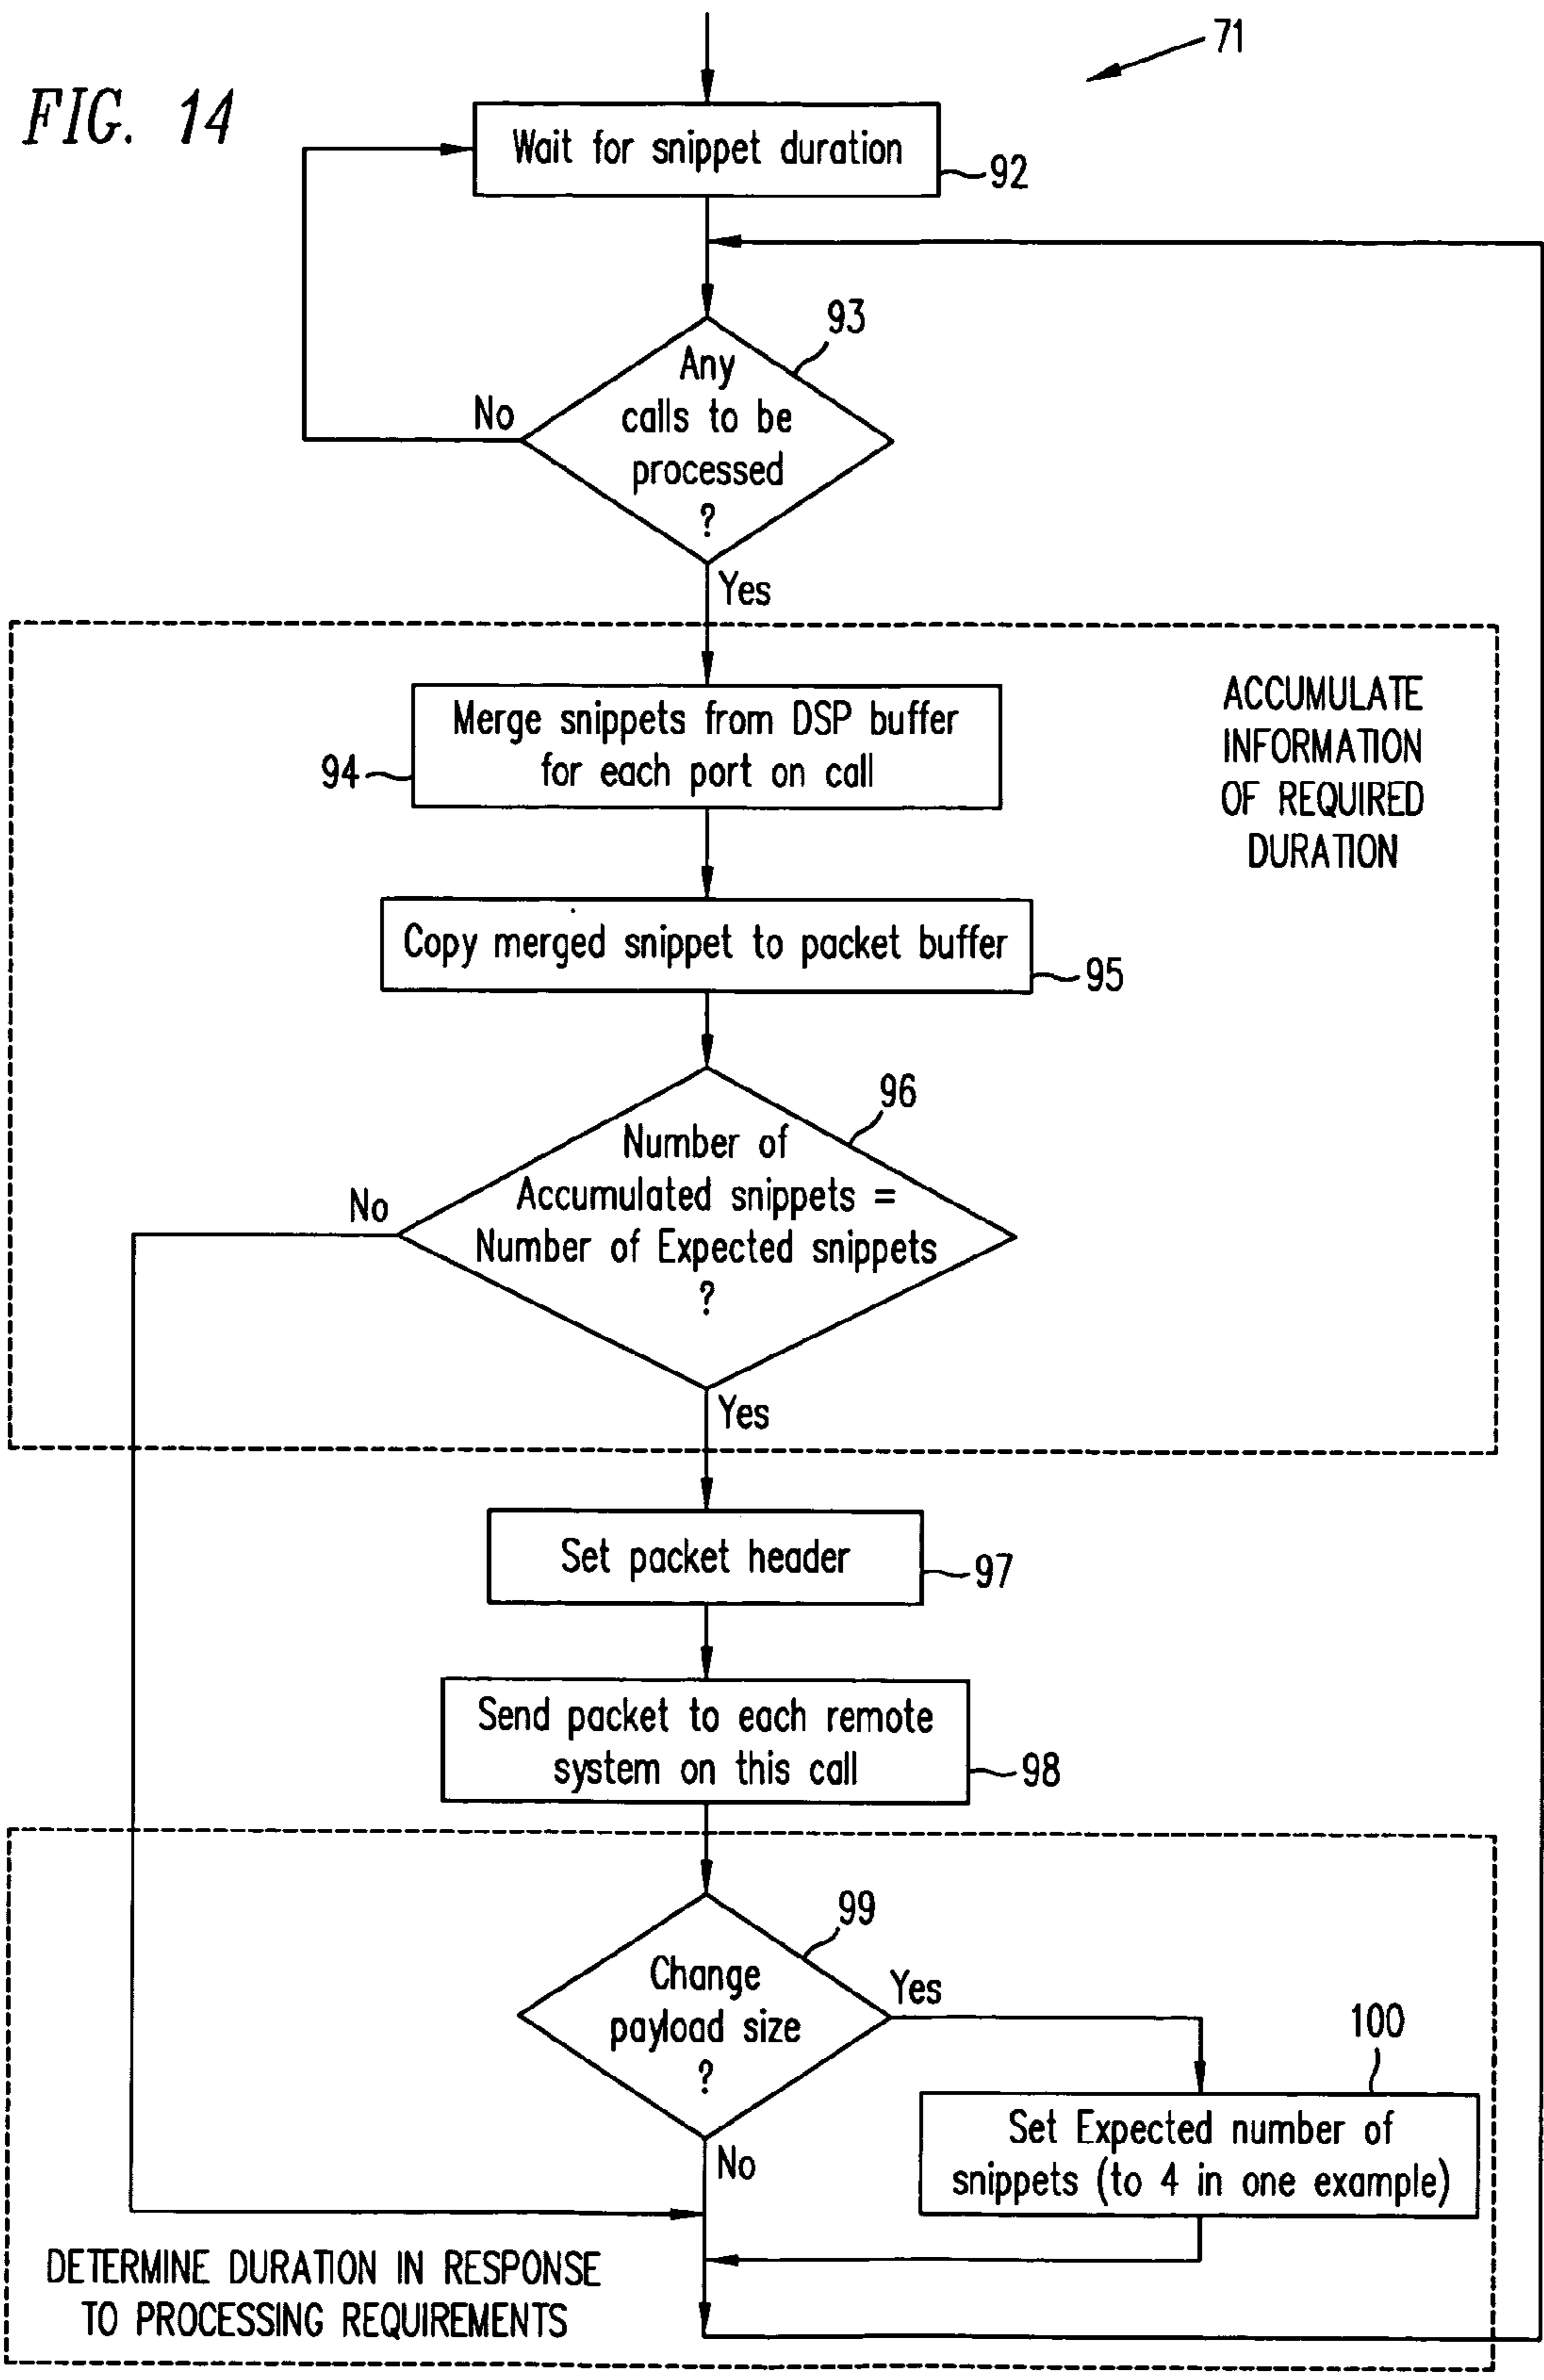 FIG. 14
71
Wait for snippet duration
92
93
Any
calls to be
processed
?
No
Yes
ACCUMULATE
INFORMATION
OF REQUIRED
DURATION
Merge snippets from DSP buffer
for each port on call
94
Copy merged snippet to packet buffer
95
96
Number of
Accumulated snippets =
Number of Expected snippets
?
No
Yes
Set packet header
97
Send packet to each remote
system on this call
98
99
Change
payload size
?
Yes
No
100
Set Expected number of
snippets (to 4 in one example)
DETERMINE DURATION IN RESPONSE
TO PROCESSING REQUIREMENTS